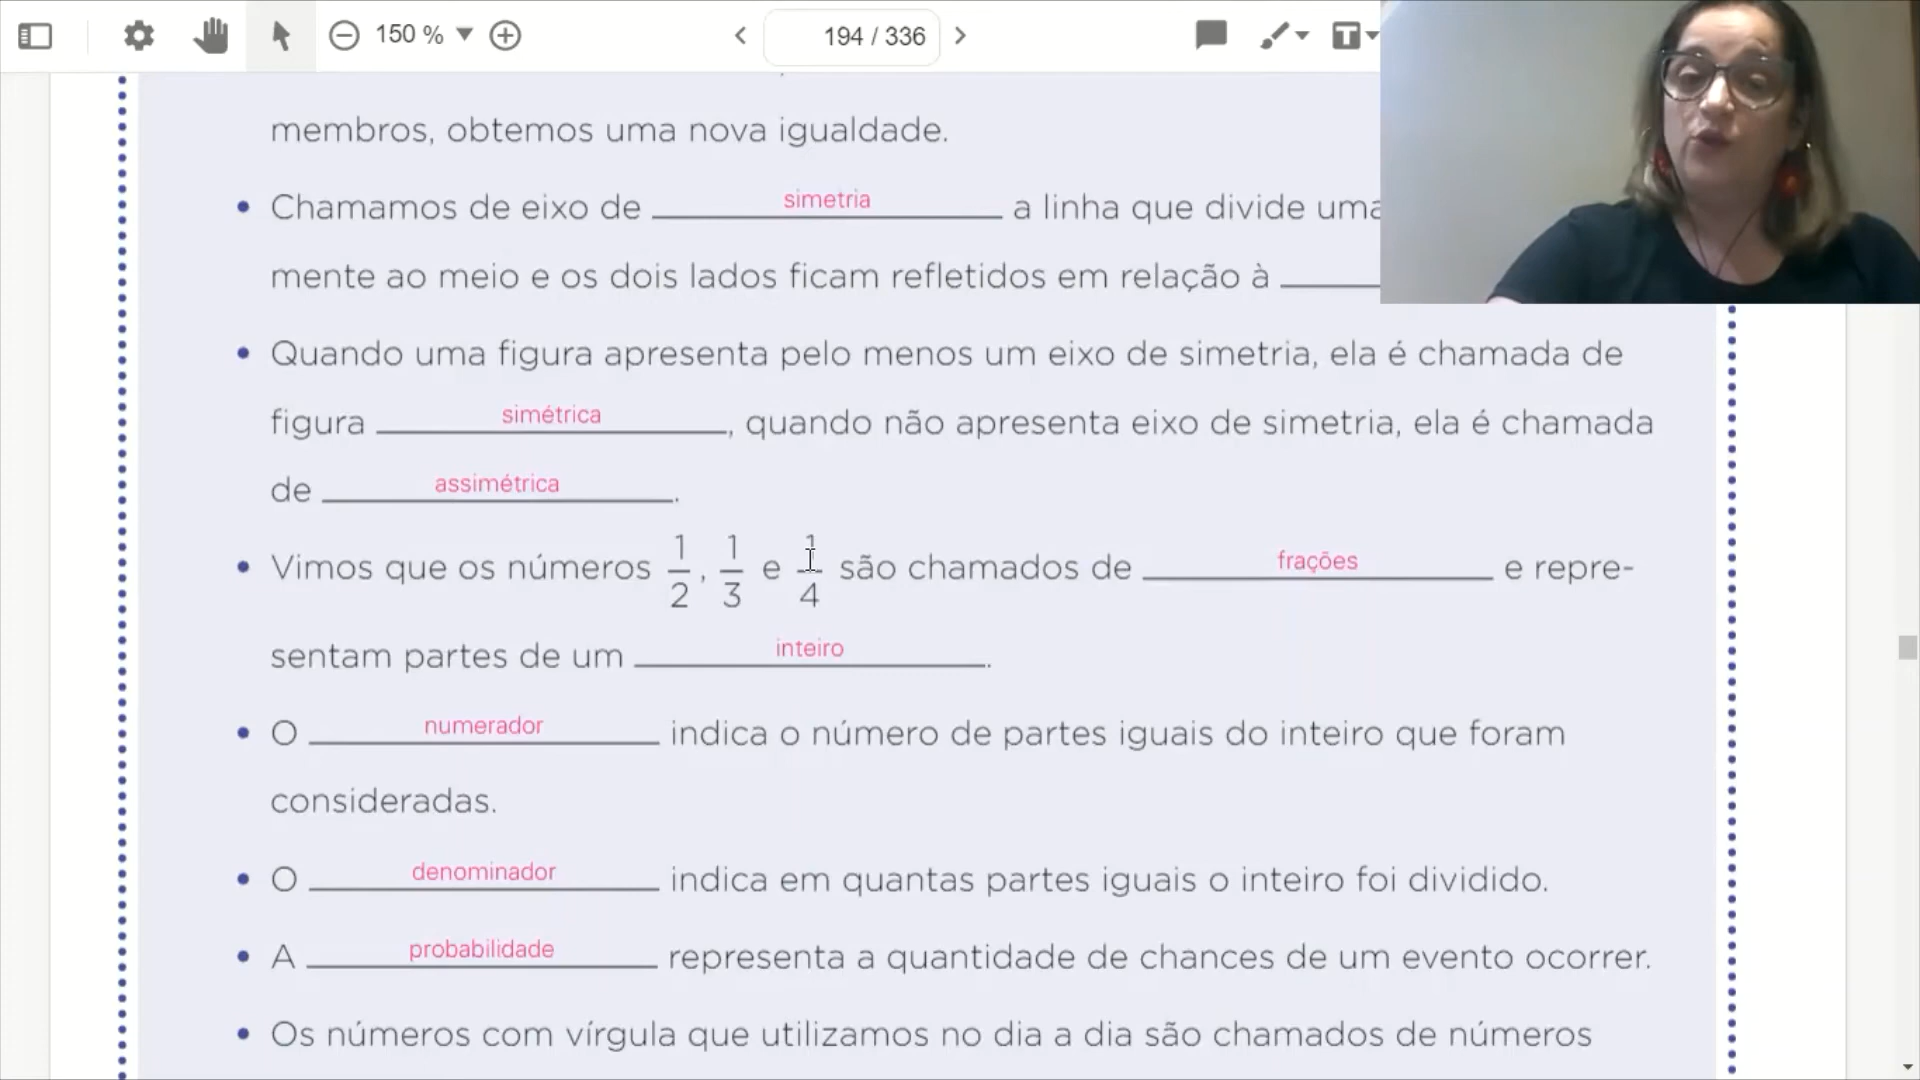 150 %
194 / 336
membros, obtemos uma nova igualdade.
• Chamamos de eixo de simetria a linha que divide uma
mente ao meio e os dois lados ficam refletidos em relação à
• Quando uma figura apresenta pelo menos um eixo de simetria, ela é chamada de
figura simétrica, quando não apresenta eixo de simetria, ela é chamada
de assimétrica.
• Vimos que os números 1/2, 1/3 e 1/4 são chamados de frações e repre-
sentam partes de um inteiro.
• O numerador indica o número de partes iguais do inteiro que foram
consideradas.
• O denominador indica em quantas partes iguais o inteiro foi dividido.
• A probabilidade representa a quantidade de chances de um evento ocorrer.
• Os números com vírgula que utilizamos no dia a dia são chamados de números